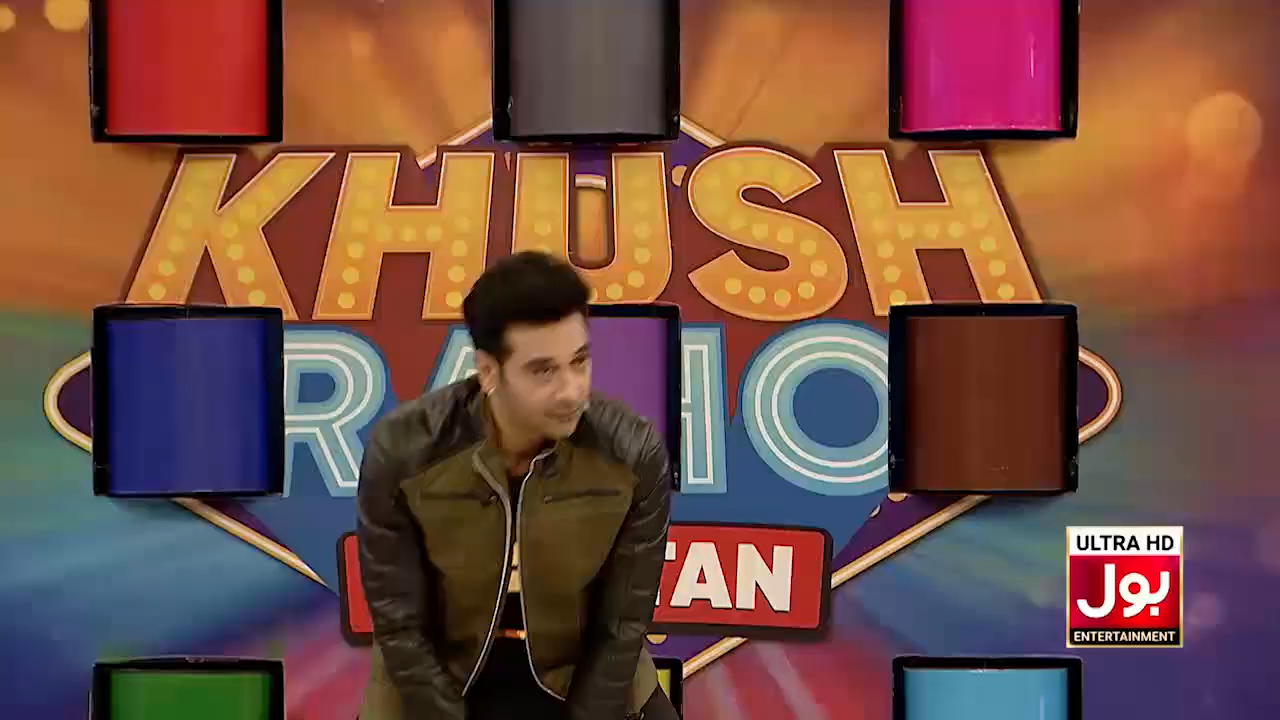 KHUSH
RAHO
TAN
ULTRA HD
بول
ENTERTAINMENT